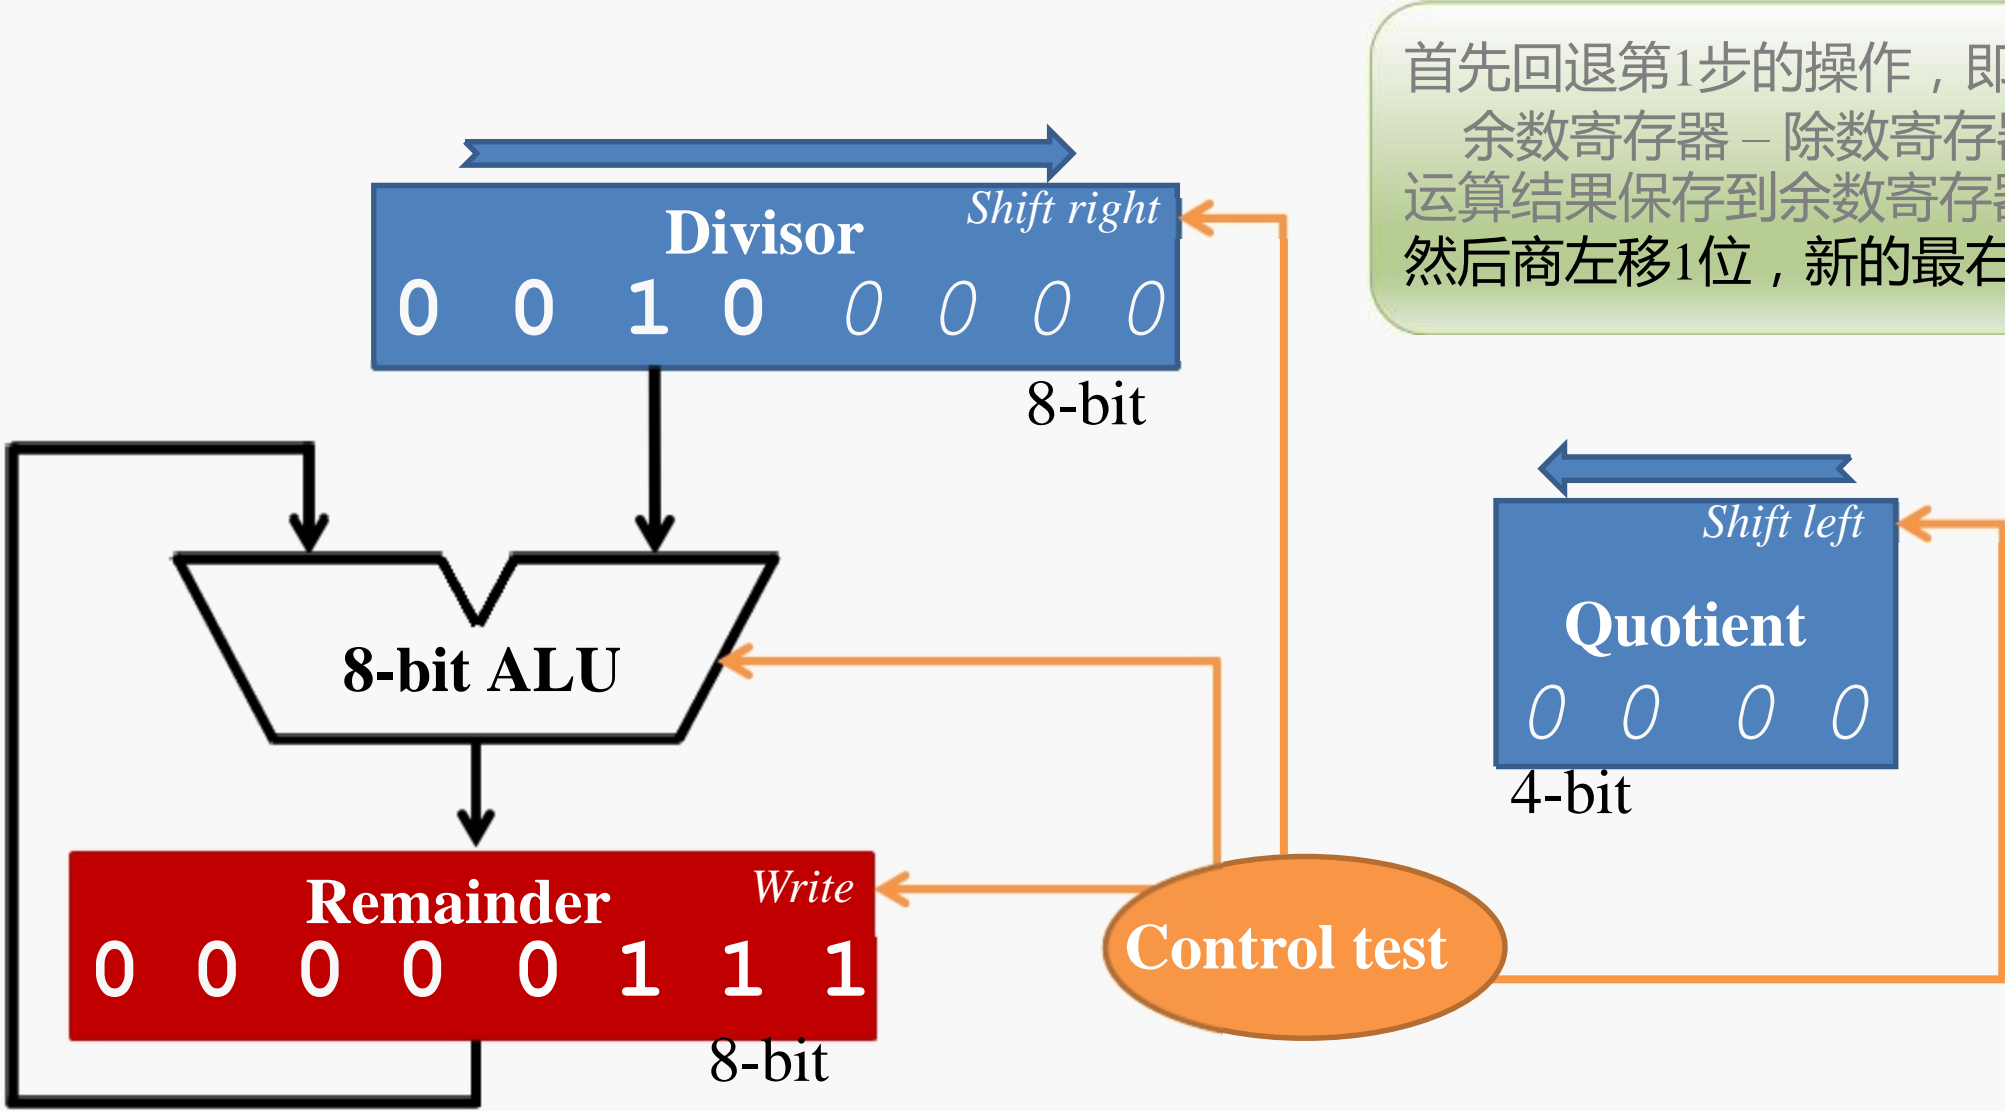 首先回退第1步的操作，即
余数寄存器 – 除数寄存器
运算结果保存到余数寄存器
然后商左移1位，新的最右
Shift right
Divisor
0 0 1 0 0 0 0 0
8-bit
Shift left
Quotient
0 0 0 0
4-bit
8-bit ALU
Remainder
Write
0 0 0 0 0 1 1 1
8-bit
Control test